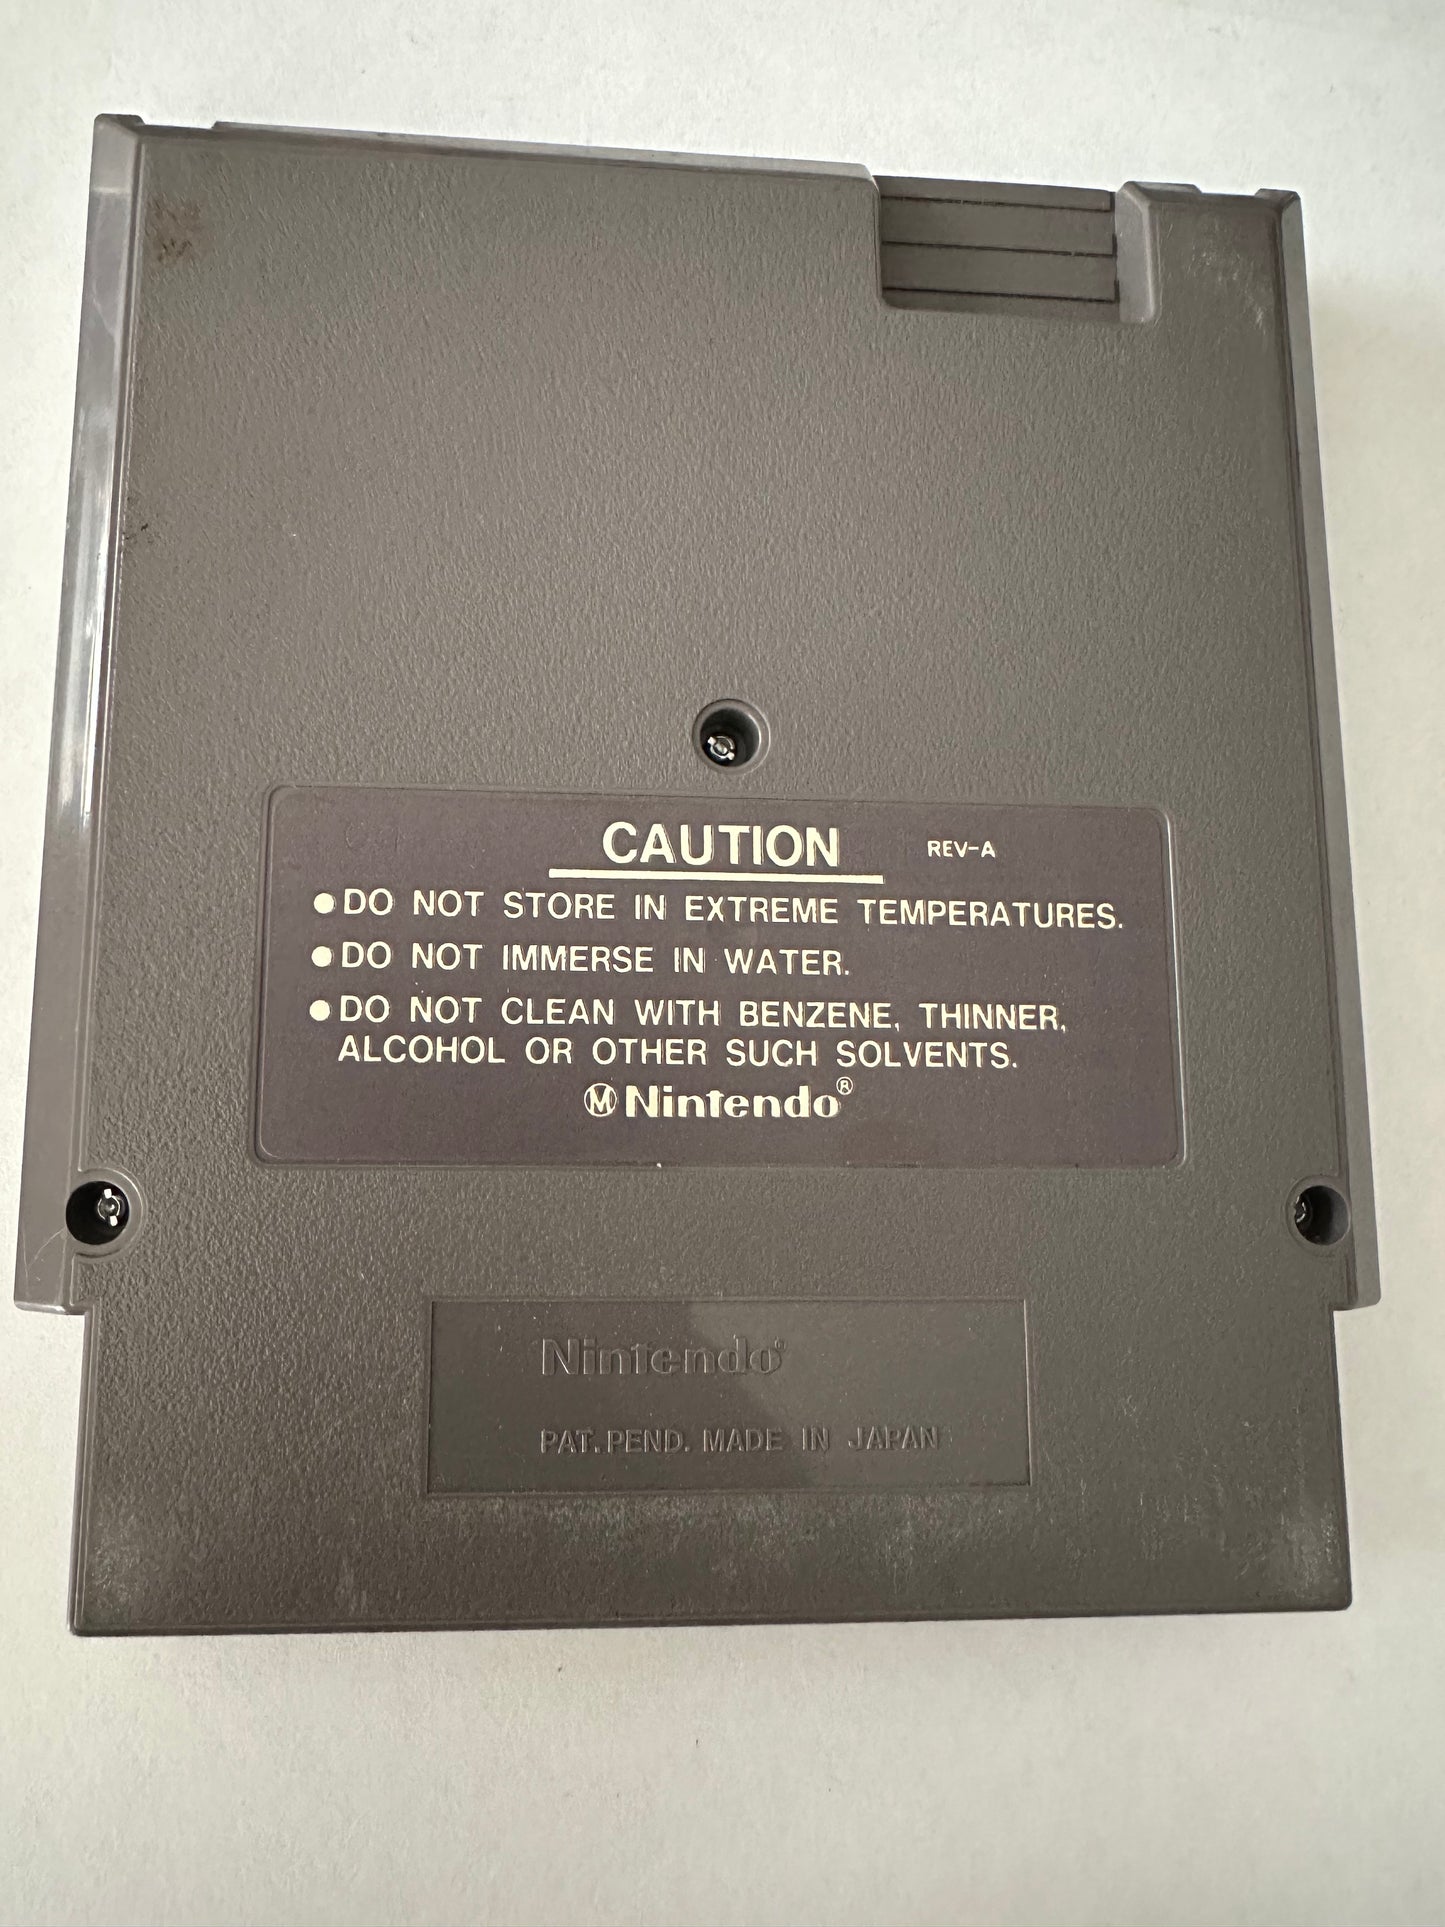 CAUTION REV-A
●DO NOT STORE IN EXTREME TEMPERATURES.
●DO NOT IMMERSE IN WATER.
●DO NOT CLEAN WITH BENZENE, THINNER,
ALCOHOL OR OTHER SUCH SOLVENTS.
Ⓜ Nintendo®
Nintendo®
PAT. PEND. MADE IN JAPAN